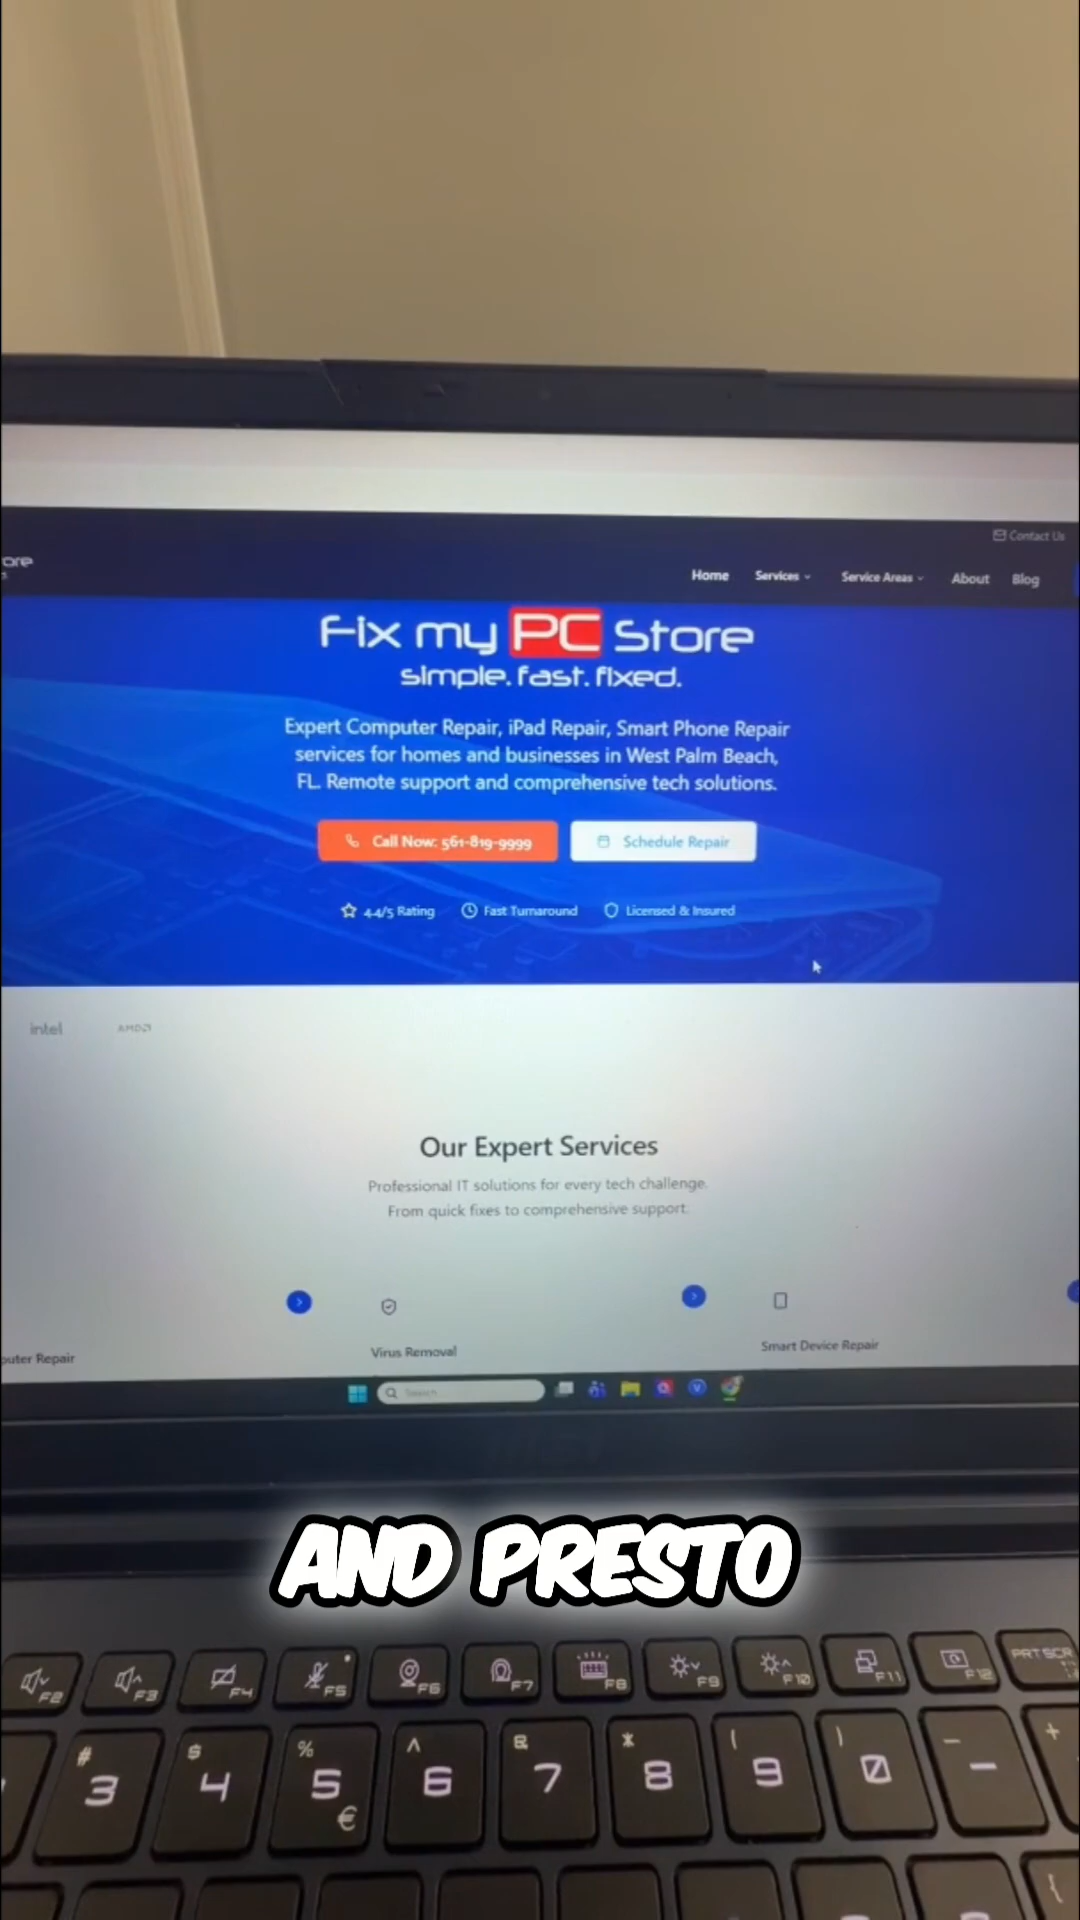 Contact Us
ore
Home Services Service Areas About Blog
Fix my PC Store
simple. fast. fixed.
Expert Computer Repair, iPad Repair, Smart Phone Repair
services for homes and businesses in West Palm Beach,
FL. Remote support and comprehensive tech solutions.
Call Now: 561-819-9999 Schedule Repair
4.4/5 Rating Fast Turnaround Licensed & Insured
intel AMD
Our Expert Services
Professional IT solutions for every tech challenge.
From quick fixes to comprehensive support.
puter Repair Virus Removal Smart Device Repair
Search
AND PRESTO
F2 F3 F4 F5 F6 F7 F8 F9 F10 F11 F12 PRT SCR
# $ % ^ & * ( ) _ +
3 4 5 € 6 7 8 9 0 -
{